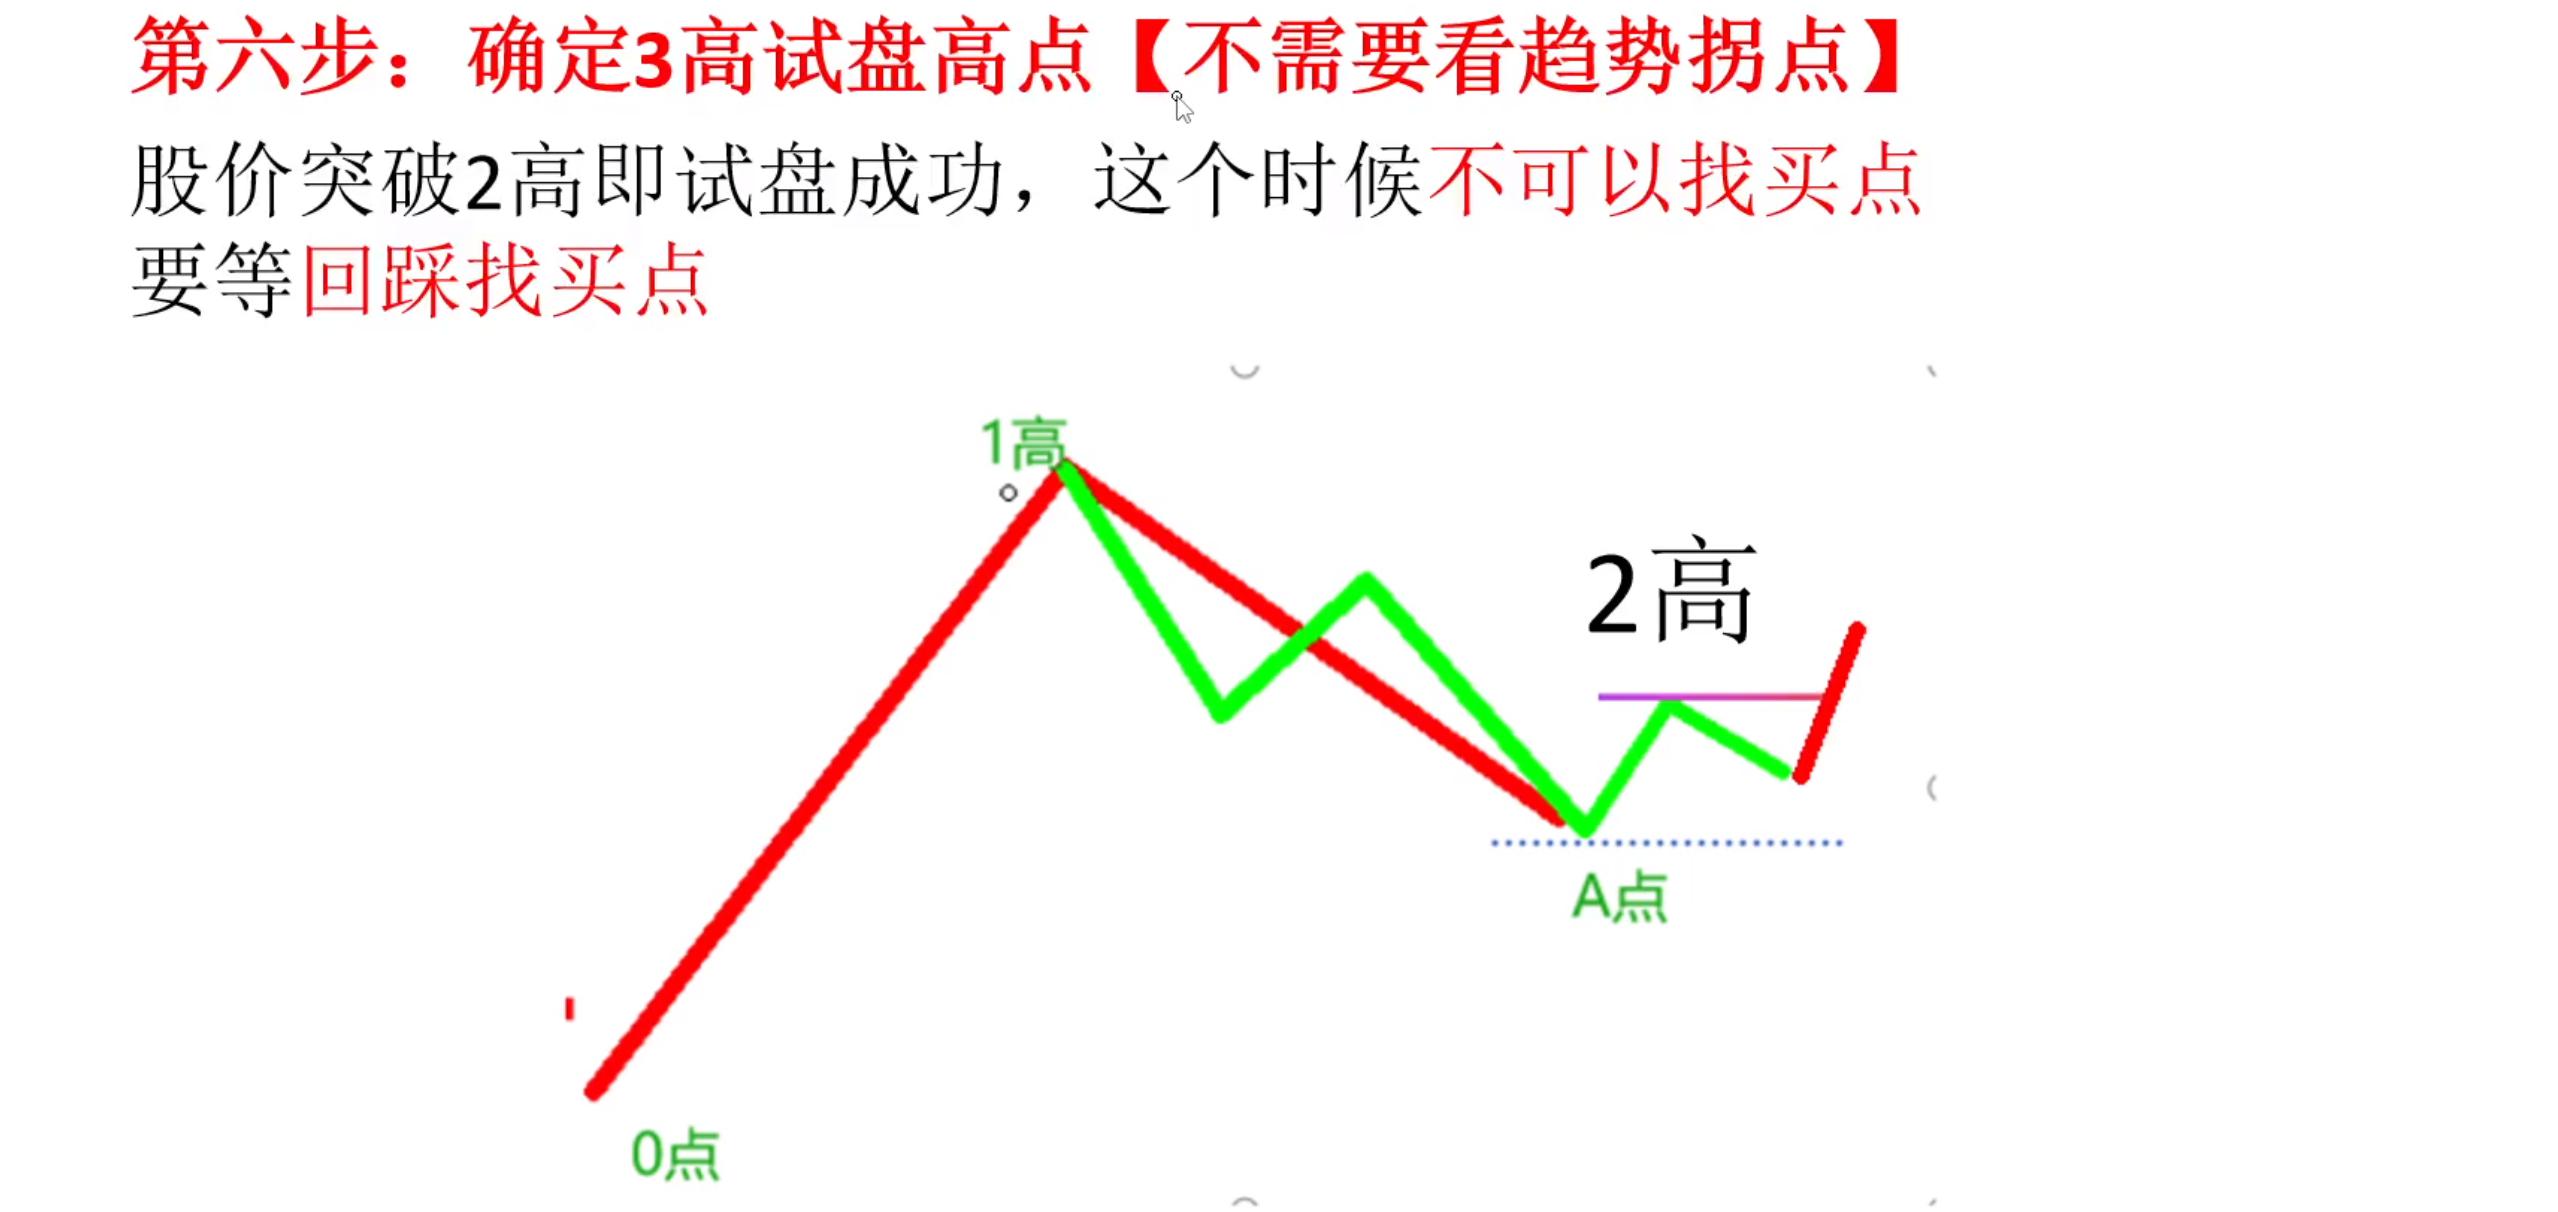 第六步：确定3高试盘高点【不需要看趋势拐点】
股价突破2高即试盘成功，这个时候不可以找买点
要等回踩找买点
1高
2高
A点
0点